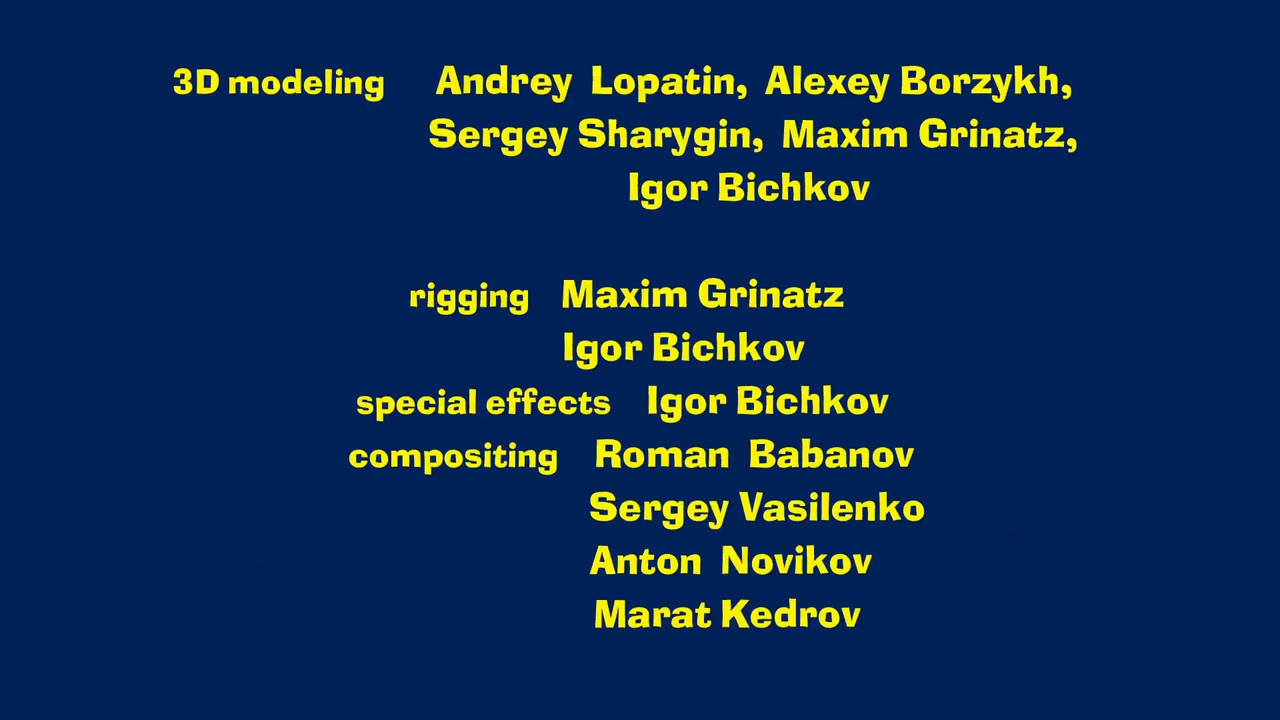 3D modeling Andrey Lopatin, Alexey Borzykh,
Sergey Sharygin, Maxim Grinatz,
Igor Bichkov
rigging Maxim Grinatz
Igor Bichkov
special effects Igor Bichkov
compositing Roman Babanov
Sergey Vasilenko
Anton Novikov
Marat Kedrov